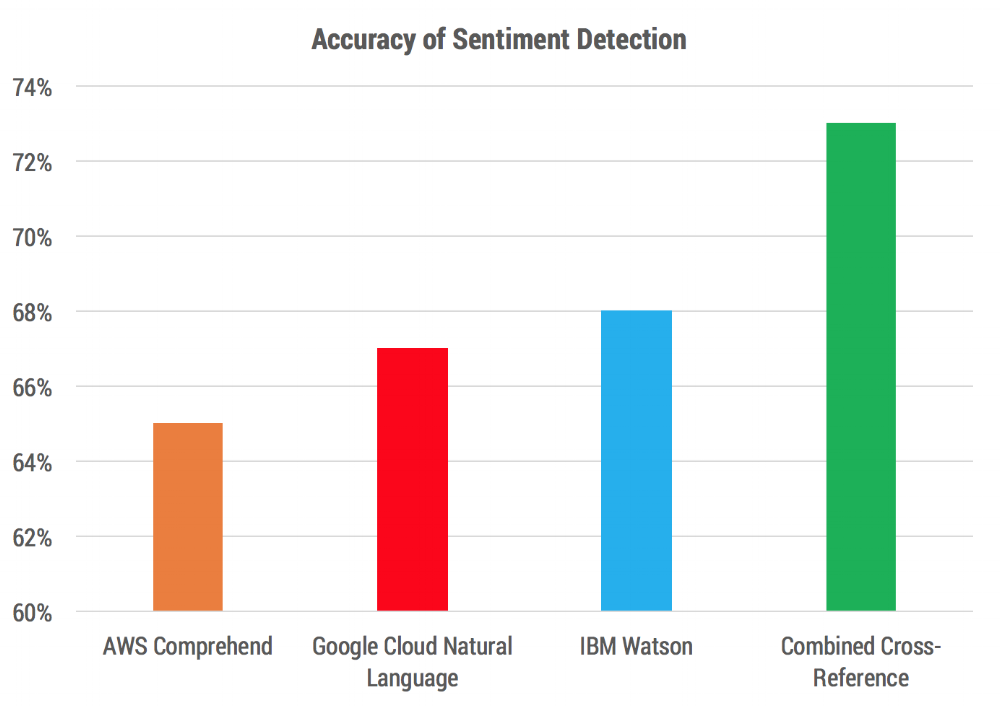 Accuracy of Sentiment Detection
74%
72%
70%
68%
66%
64%
62%
60%
AWS Comprehend
Google Cloud Natural
Language
IBM Watson
Combined Cross-
Reference